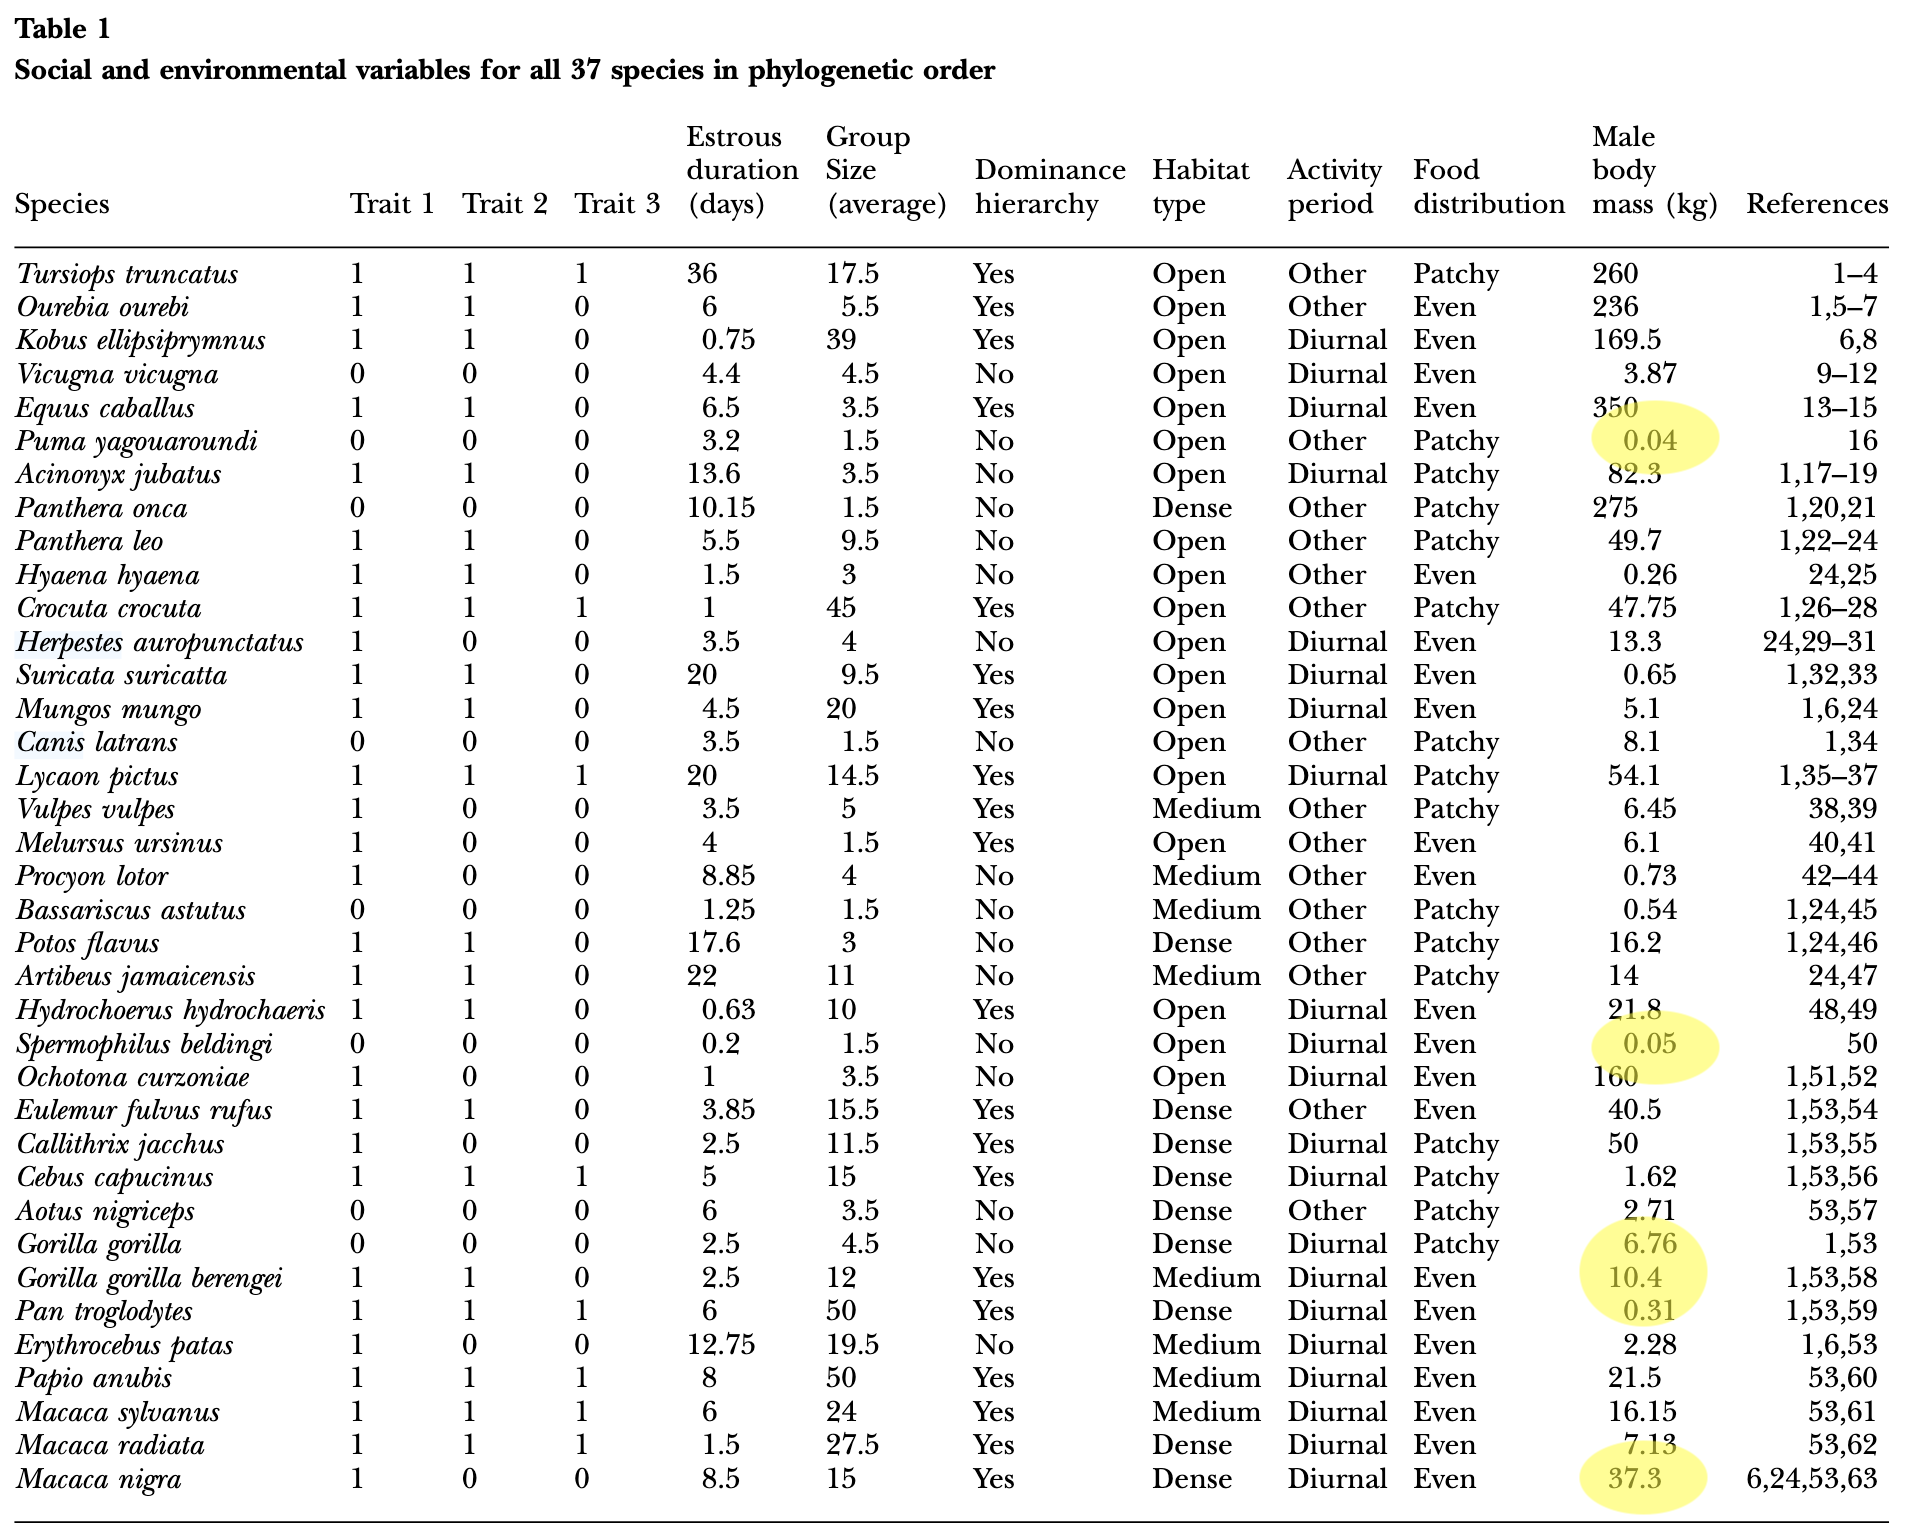 Table 1
Social and environmental variables for all 37 species in phylogenetic order
Species Trait 1 Trait 2 Trait 3 Estrous duration (days) Group Size (average) Dominance hierarchy Habitat type Activity period Food distribution Male body mass (kg) References
Tursiops truncatus 1 1 1 36 17.5 Yes Open Other Patchy 260 1–4
Ourebia ourebi 1 1 0 6 5.5 Yes Open Other Even 236 1,5–7
Kobus ellipsiprymnus 1 1 0 0.75 39 Yes Open Diurnal Even 169.5 6,8
Vicugna vicugna 0 0 0 4.4 4.5 No Open Diurnal Even 3.87 9–12
Equus caballus 1 1 0 6.5 3.5 Yes Open Diurnal Even 350 13–15
Puma yagouaroundi 0 0 0 3.2 1.5 No Open Other Patchy 0.04 16
Acinonyx jubatus 1 1 0 13.6 3.5 No Open Diurnal Patchy 82.3 1,17–19
Panthera onca 0 0 0 10.15 1.5 No Dense Other Patchy 275 1,20,21
Panthera leo 1 1 0 5.5 9.5 No Open Other Patchy 49.7 1,22–24
Hyaena hyaena 1 1 0 1.5 3 No Open Other Even 0.26 24,25
Crocuta crocuta 1 1 1 1 45 Yes Open Other Patchy 47.75 1,26–28
Herpestes auropunctatus 1 0 0 3.5 4 No Open Diurnal Even 13.3 24,29–31
Suricata suricatta 1 1 0 20 9.5 Yes Open Diurnal Even 0.65 1,32,33
Mungos mungo 1 1 0 4.5 20 Yes Open Diurnal Even 5.1 1,6,24
Canis latrans 0 0 0 3.5 1.5 No Open Other Patchy 8.1 1,34
Lycaon pictus 1 1 1 20 14.5 Yes Open Diurnal Patchy 54.1 1,35–37
Vulpes vulpes 1 0 0 3.5 5 Yes Medium Other Patchy 6.45 38,39
Melursus ursinus 1 0 0 4 1.5 Yes Open Other Even 6.1 40,41
Procyon lotor 1 0 0 8.85 4 No Medium Other Even 0.73 42–44
Bassariscus astutus 0 0 0 1.25 1.5 No Medium Other Patchy 0.54 1,24,45
Potos flavus 1 1 0 17.6 3 No Dense Other Patchy 16.2 1,24,46
Artibeus jamaicensis 1 1 0 22 11 No Medium Other Patchy 14 24,47
Hydrochoerus hydrochaeris 1 1 0 0.63 10 Yes Open Diurnal Even 21.8 48,49
Spermophilus beldingi 0 0 0 0.2 1.5 No Open Diurnal Even 0.05 50
Ochotona curzoniae 1 0 0 1 3.5 No Open Diurnal Even 160 1,51,52
Eulemur fulvus rufus 1 1 0 3.85 15.5 Yes Dense Other Even 40.5 1,53,54
Callithrix jacchus 1 0 0 2.5 11.5 Yes Dense Diurnal Patchy 50 1,53,55
Cebus capucinus 1 1 1 5 15 Yes Dense Diurnal Patchy 1.62 1,53,56
Aotus nigriceps 0 0 0 6 3.5 No Dense Other Patchy 2.71 53,57
Gorilla gorilla 0 0 0 2.5 4.5 No Dense Diurnal Patchy 6.76 1,53
Gorilla gorilla berengei 1 1 0 2.5 12 Yes Medium Diurnal Even 10.4 1,53,58
Pan troglodytes 1 1 1 6 50 Yes Dense Diurnal Even 0.31 1,53,59
Erythrocebus patas 1 0 0 12.75 19.5 No Medium Diurnal Even 2.28 1,6,53
Papio anubis 1 1 1 8 50 Yes Medium Diurnal Even 21.5 53,60
Macaca sylvanus 1 1 1 6 24 Yes Medium Diurnal Even 16.15 53,61
Macaca radiata 1 1 1 1.5 27.5 Yes Dense Diurnal Even 7.13 53,62
Macaca nigra 1 0 0 8.5 15 Yes Dense Diurnal Even 37.3 6,24,53,63